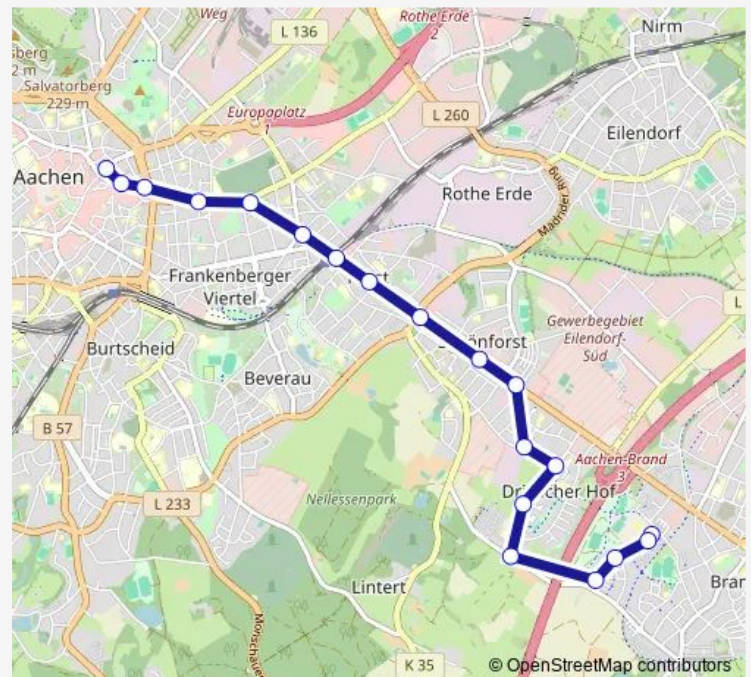 Weg
Rothe Erde
2
Nirm
L 136
sberg
2 m
Salvatorberg
229 m
Europaplatz
1
L 260
Eilendorf
Aachen
Rothe Erde
Madrider Ring
Frankenberger
Viertel
Burtscheid
Beverau
Gewerbegebiet
Eilendorf-
Süd
B 57
Aachen-Brand
3
Nellessenpark
L 233
Lintert
Monschauer
K 35
© OpenStreetMap contributors